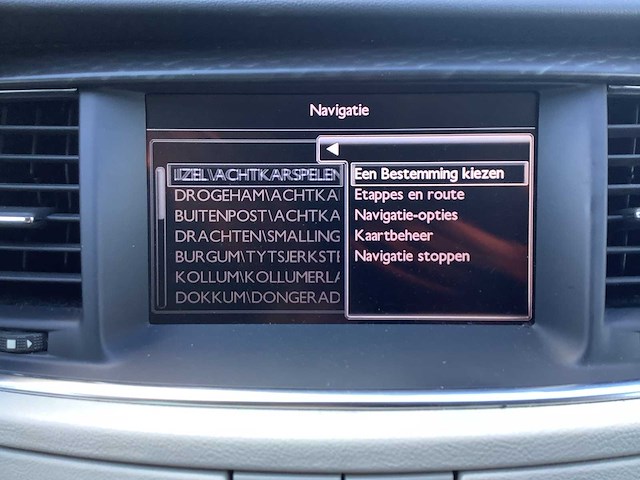 Navigatie
IZEL\ACHTKARSPELEN
DROGEHAM\ACHTKA
BUITENPOST\ACHTKA
DRACHTEN\SMALLING
BURGUM\TYTSJERKSTE
KOLLUM\KOLLUMERLA
DOKKUM\DONGERAD
Een Bestemming kiezen
Etappes en route
Navigatie-opties
Kaartbeheer
Navigatie stoppen